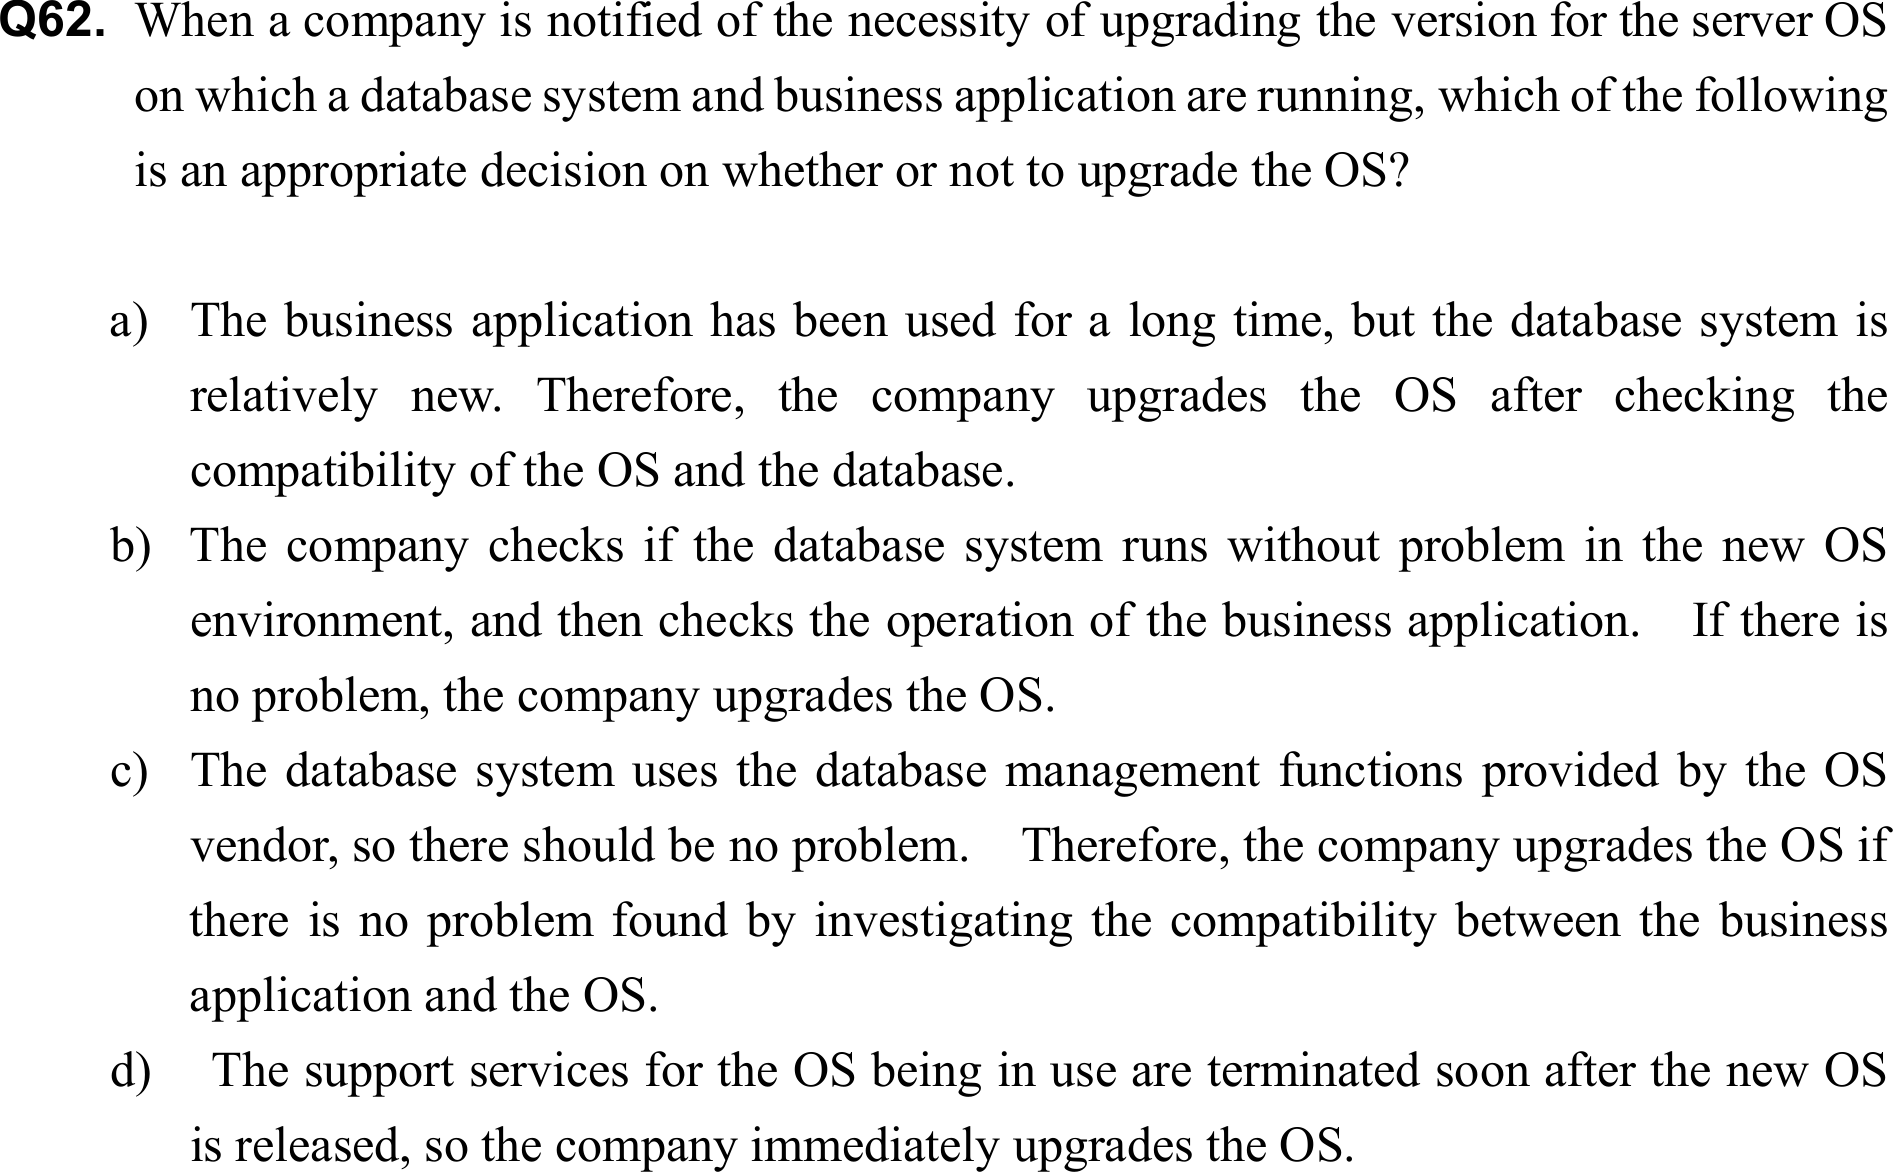 Q62. When a company is notified of the necessity of upgrading the version for the server OS
on which a database system and business application are running, which of the following
is an appropriate decision on whether or not to upgrade the OS?
a) The business application has been used for a long time, but the database system is
relatively new. Therefore, the company upgrades the OS after checking the
compatibility of the OS and the database.
b) The company checks if the database system runs without problem in the new OS
environment, and then checks the operation of the business application. If there is
no problem, the company upgrades the OS.
c) The database system uses the database management functions provided by the OS
vendor, so there should be no problem. Therefore, the company upgrades the OS if
there is no problem found by investigating the compatibility between the business
application and the OS.
d) The support services for the OS being in use are terminated soon after the new OS
is released, so the company immediately upgrades the OS.